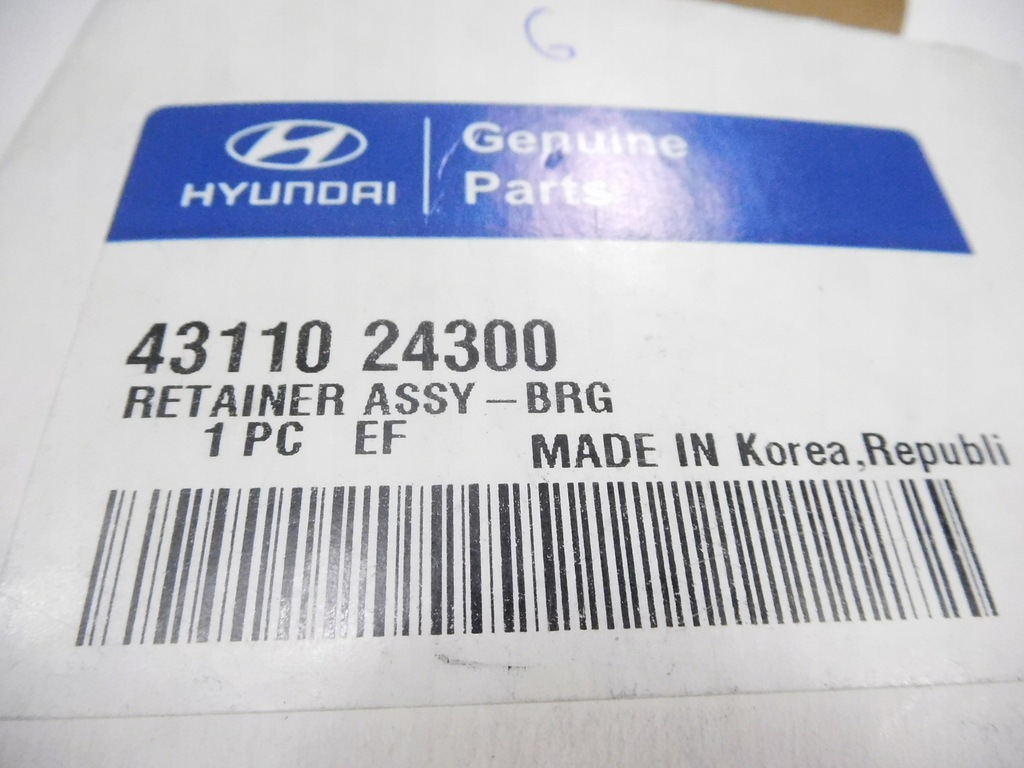 G
HYUNDAI
Genuine
Parts
43110 24300
RETAINER ASSY-BRG
1 PC EF
MADE IN Korea,Republi